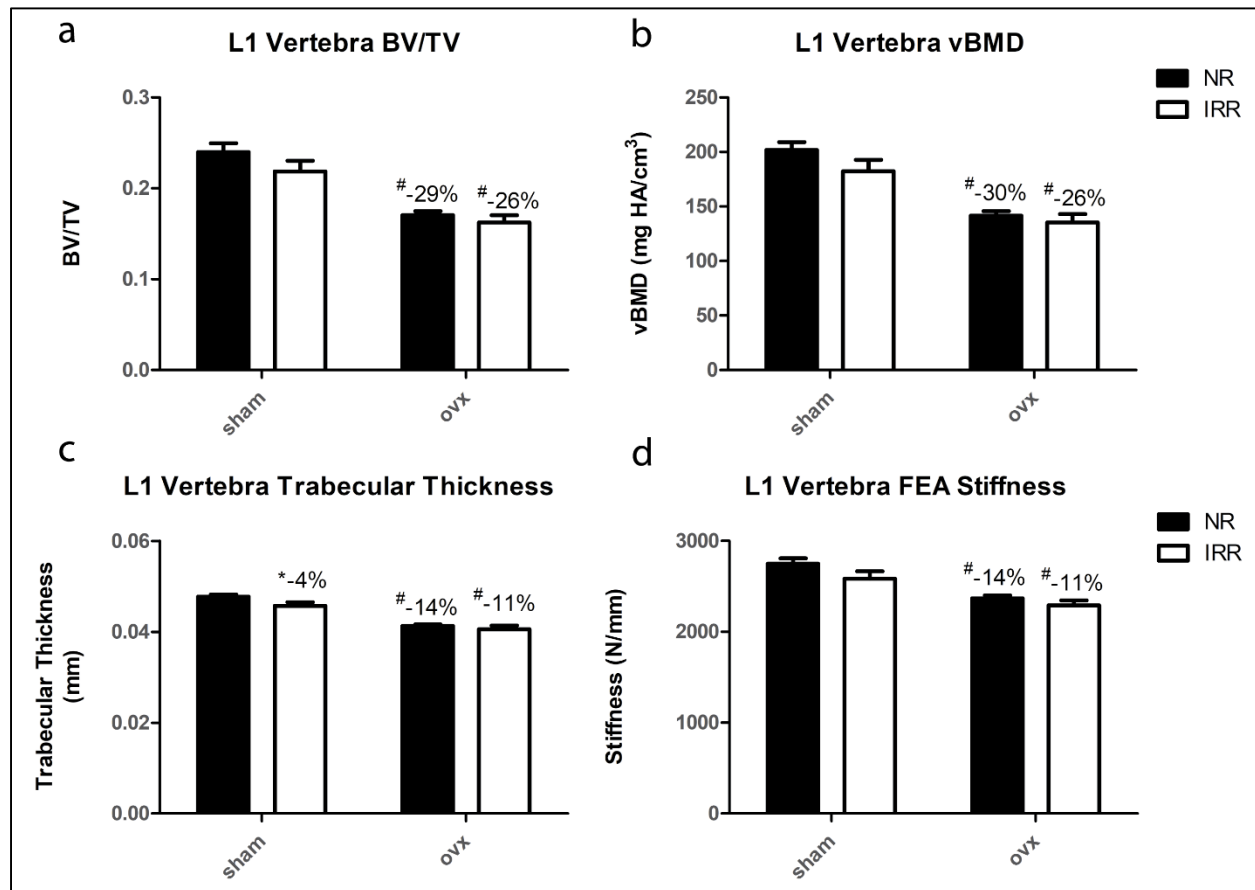 a
L1 Vertebra BV/TV
0.3
0.2
0.1
0.0
BV/TV
#-29%
#-26%
sham
ovx
b
L1 Vertebra vBMD
250
200
150
100
50
0
vBMD (mg HA/cm³)
#-30%
#-26%
sham
ovx
NR
IRR
c
L1 Vertebra Trabecular Thickness
0.06
0.04
0.02
0.00
Trabecular Thickness
(mm)
*-4%
#-14%
#-11%
sham
ovx
d
L1 Vertebra FEA Stiffness
3000
2000
1000
0
Stiffness (N/mm)
#-14%
#-11%
sham
ovx
NR
IRR